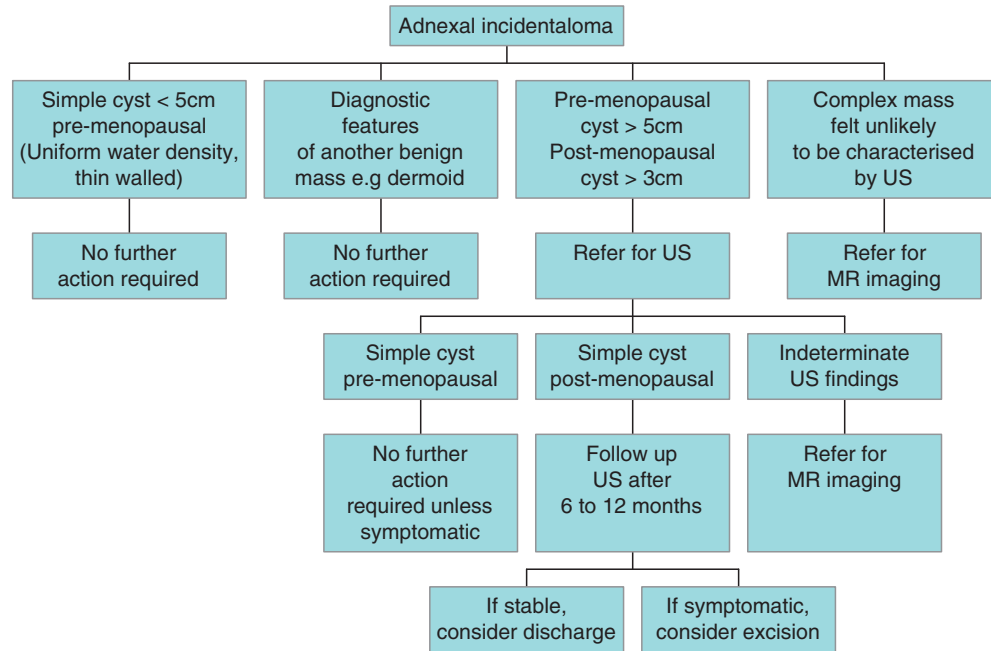 Adnexal incidentaloma
Simple cyst < 5cm
pre-menopausal
(Uniform water density,
thin walled)
Diagnostic
features
of another benign
mass e.g dermoid
Pre-menopausal
cyst > 5cm
Post-menopausal
cyst > 3cm
Complex mass
felt unlikely
to be characterised
by US
No further
action required
No further
action required
Refer for US
Refer for
MR imaging
Simple cyst
pre-menopausal
Simple cyst
post-menopausal
Indeterminate
US findings
No further
action
required unless
symptomatic
Follow up
US after
6 to 12 months
Refer for
MR imaging
If stable,
consider discharge
If symptomatic,
consider excision